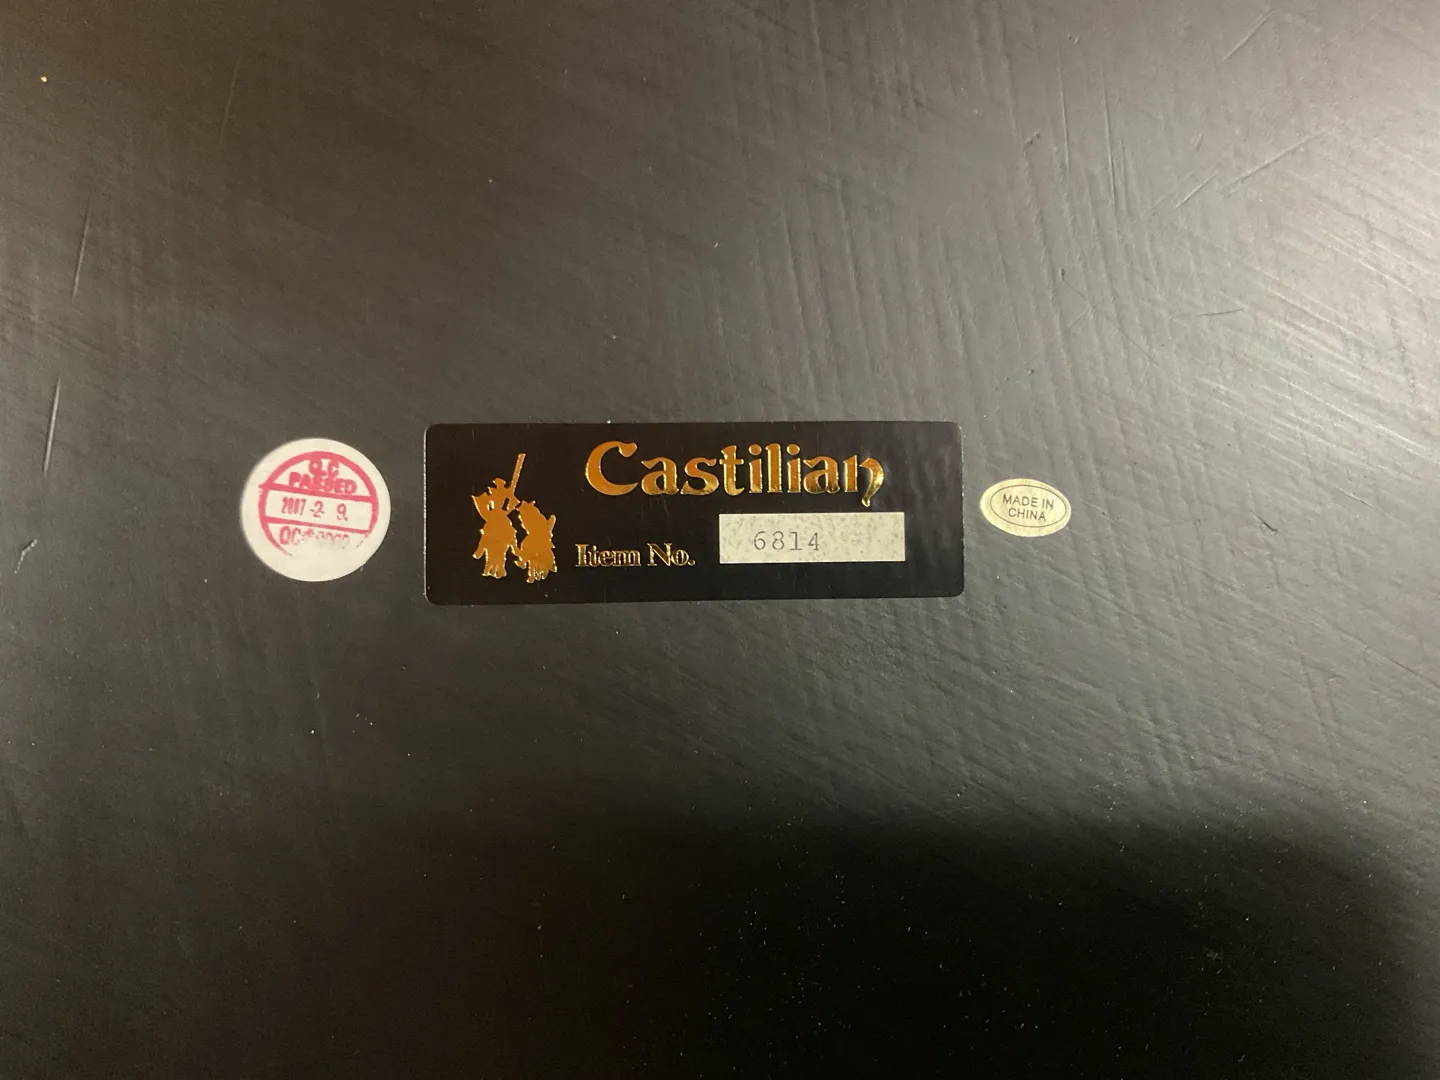 Q.C
PASSED
2007 -2- 9.
Castilian
Item No.
6814
MADE IN
CHINA